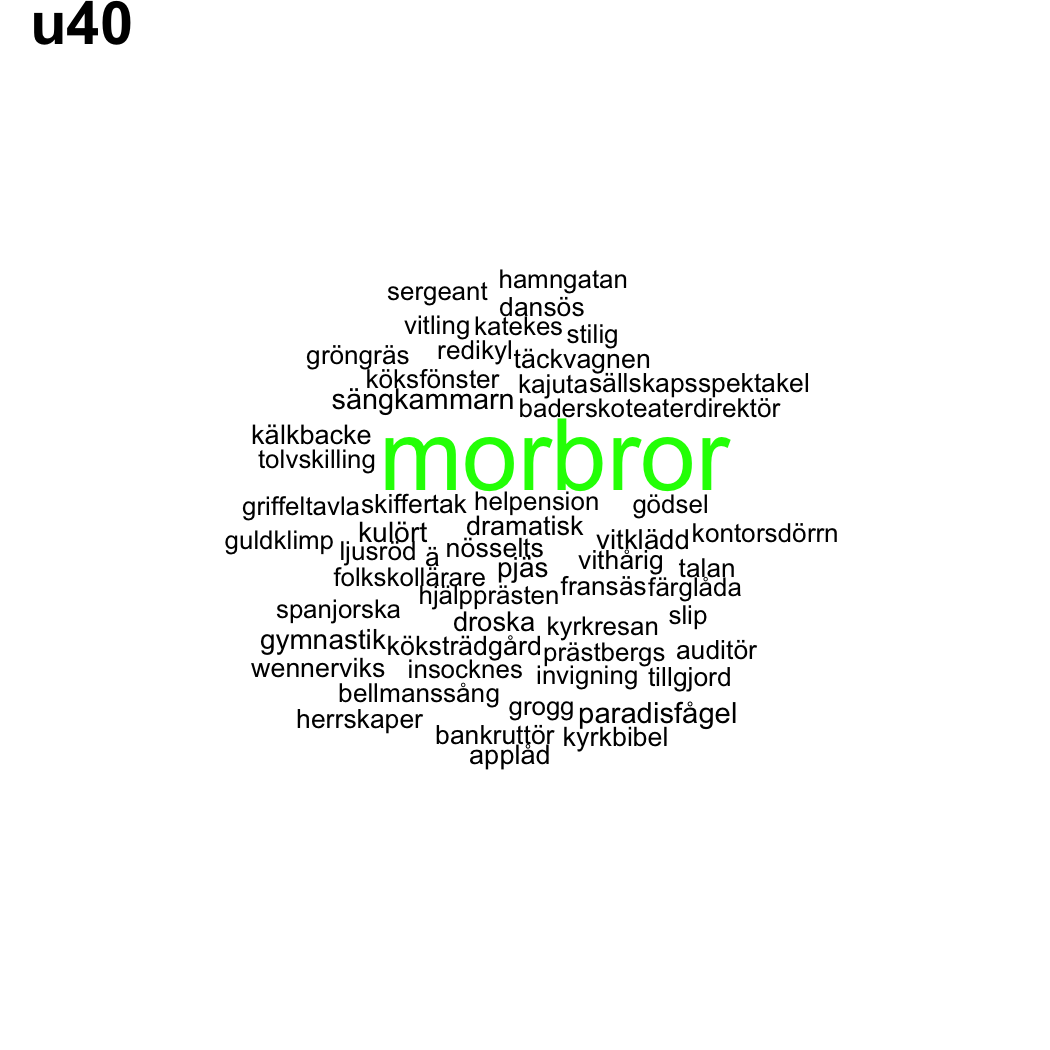 u40
hamngatan
sergeant
dansös
vitling katekes stilig
gröngräs redikyl täckvagnen
köksfönster kajuta sällskapsspektakel
sängkammarn baderskoteaterdirektör
kälkbacke morbror
tolvskilling
griffeltavla skiffertak helpension gödsel
kulört dramatisk vitklädd kontorsdörrn
guldklimp ljusröd ä nösselts vithårig talan
folkskollärare pjäs fransäs färglåda
hjälpprästen
spanjorska droska kyrkresan slip
gymnastik köksträdgård prästbergs auditör
wennerviks insocknes invigning tillgjord
bellmanssång grogg paradisfågel
herrskaper bankruttör kyrkbibel
applåd